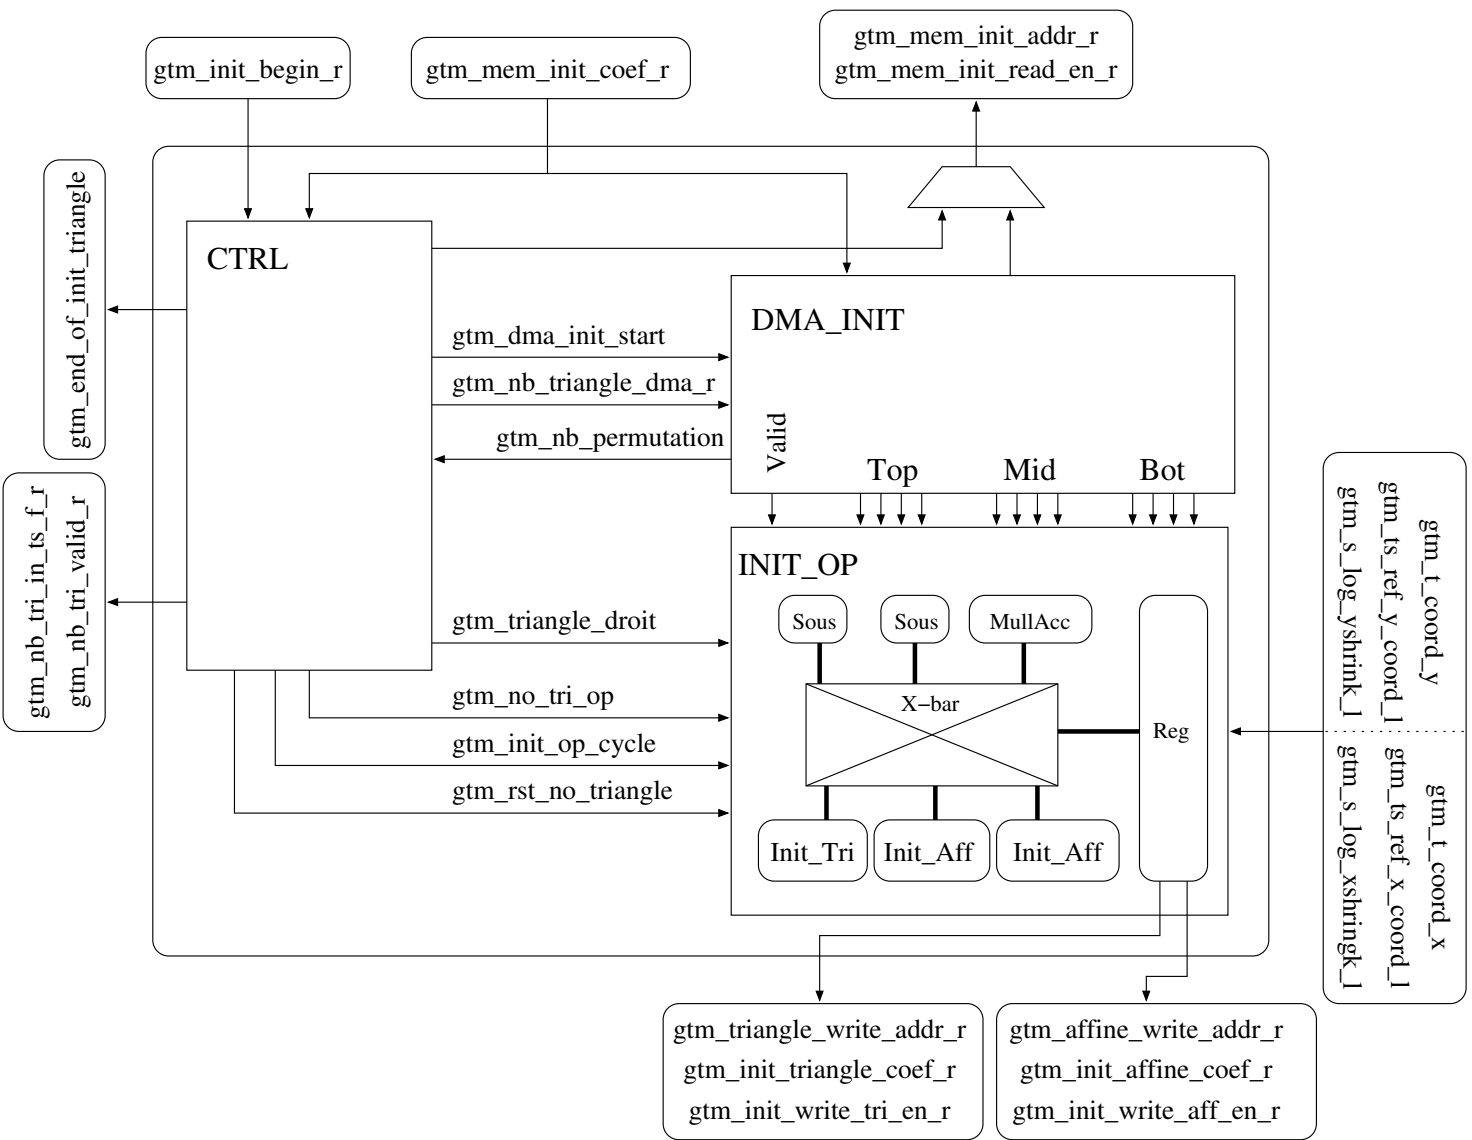 gtm_mem_init_addr_r
gtm_mem_init_read_en_r
gtm_init_begin_r
gtm_mem_init_coef_r
gtm_end_of_init_triangle
CTRL
DMA_INIT
gtm_dma_init_start
gtm_nb_triangle_dma_r
gtm_nb_permutation
Valid
Top
Mid
Bot
gtm_nb_tri_in_ts_f_r
gtm_nb_tri_valid_r
gtm_t_coord_y
gtm_ts_ref_y_coord_l
gtm_s_log_yshrink_l
INIT_OP
Sous
Sous
MullAcc
gtm_triangle_droit
gtm_no_tri_op
X−bar
Reg
gtm_init_op_cycle
gtm_rst_no_triangle
gtm_t_coord_x
gtm_ts_ref_x_coord_l
gtm_s_log_xshringk_l
Init_Tri
Init_Aff
Init_Aff
gtm_triangle_write_addr_r
gtm_init_triangle_coef_r
gtm_init_write_tri_en_r
gtm_affine_write_addr_r
gtm_init_affine_coef_r
gtm_init_write_aff_en_r